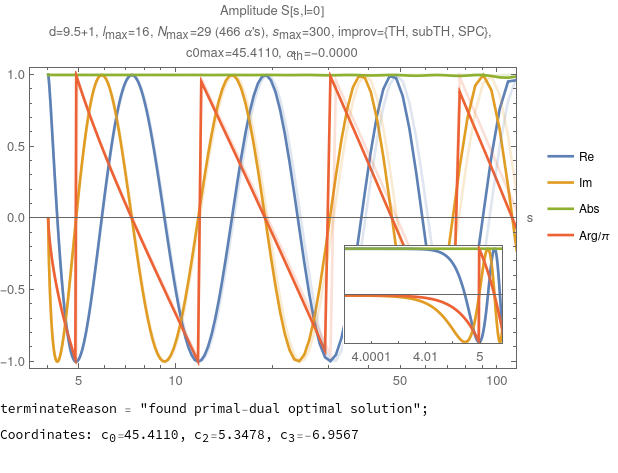 Amplitude S[s,l=0]
d=9.5+1, lmax=16, Nmax=29 (466 α's), smax=300, improv={TH, subTH, SPC},
c0max=45.4110, αth=-0.0000
1.0
0.5
0.0
-0.5
-1.0
5
10
50
100
s
4.0001
4.01
5
Re
Im
Abs
Arg/π
terminateReason = "found primal-dual optimal solution";
Coordinates: c0=45.4110, c2=5.3478, c3=-6.9567